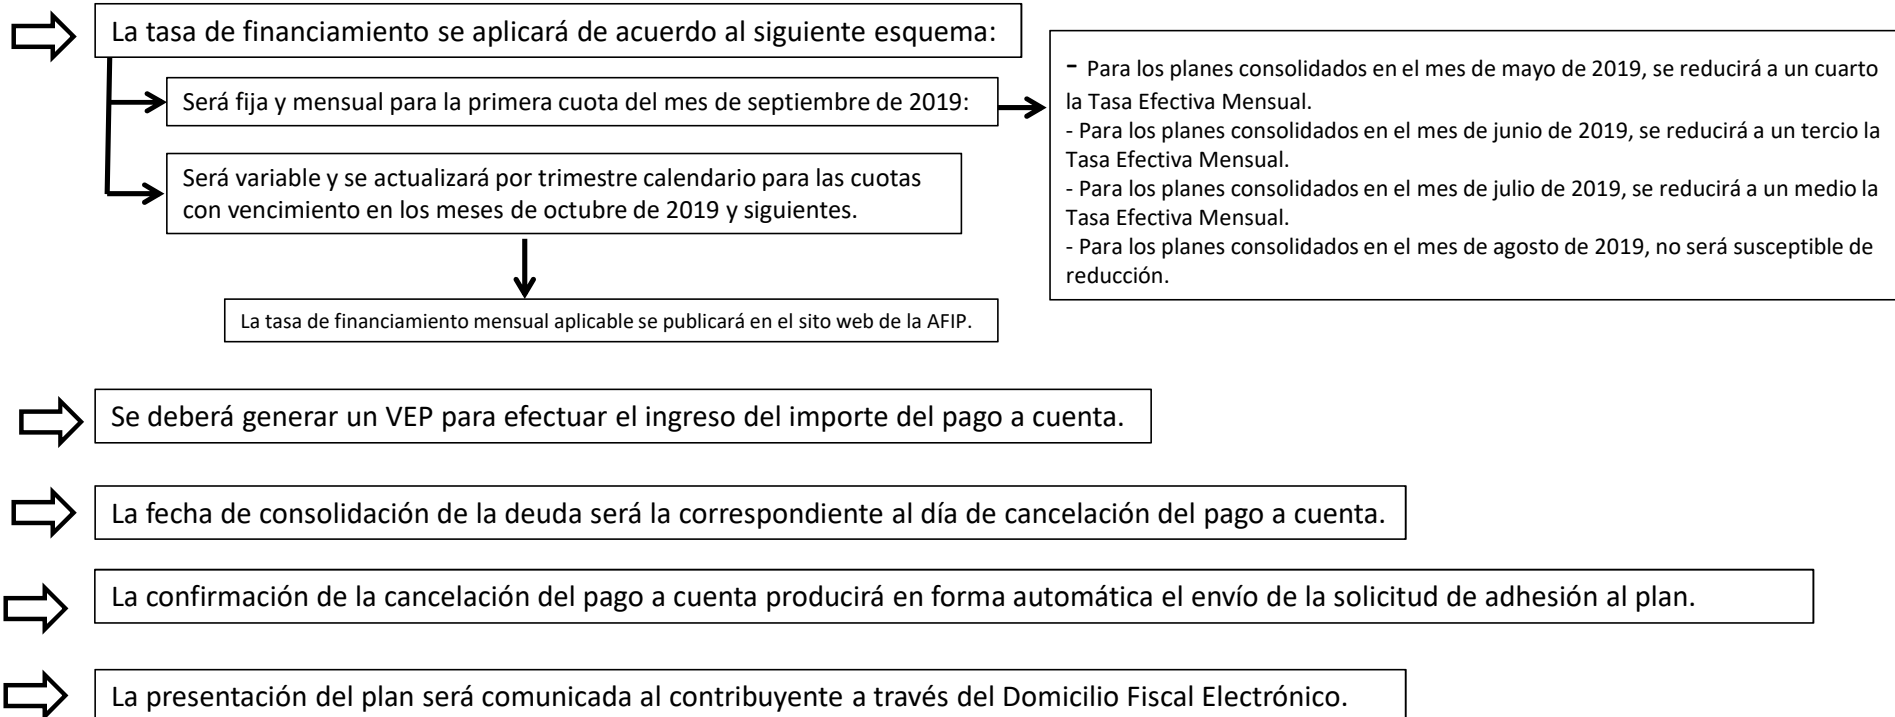 La tasa de financiamiento se aplicará de acuerdo al siguiente esquema:
Será fija y mensual para la primera cuota del mes de septiembre de 2019:
- Para los planes consolidados en el mes de mayo de 2019, se reducirá a un cuarto
la Tasa Efectiva Mensual.
- Para los planes consolidados en el mes de junio de 2019, se reducirá a un tercio la
Tasa Efectiva Mensual.
- Para los planes consolidados en el mes de julio de 2019, se reducirá a un medio la
Tasa Efectiva Mensual.
- Para los planes consolidados en el mes de agosto de 2019, no será susceptible de
reducción.
Será variable y se actualizará por trimestre calendario para las cuotas
con vencimiento en los meses de octubre de 2019 y siguientes.
La tasa de financiamiento mensual aplicable se publicará en el sito web de la AFIP.
Se deberá generar un VEP para efectuar el ingreso del importe del pago a cuenta.
La fecha de consolidación de la deuda será la correspondiente al día de cancelación del pago a cuenta.
La confirmación de la cancelación del pago a cuenta producirá en forma automática el envío de la solicitud de adhesión al plan.
La presentación del plan será comunicada al contribuyente a través del Domicilio Fiscal Electrónico.